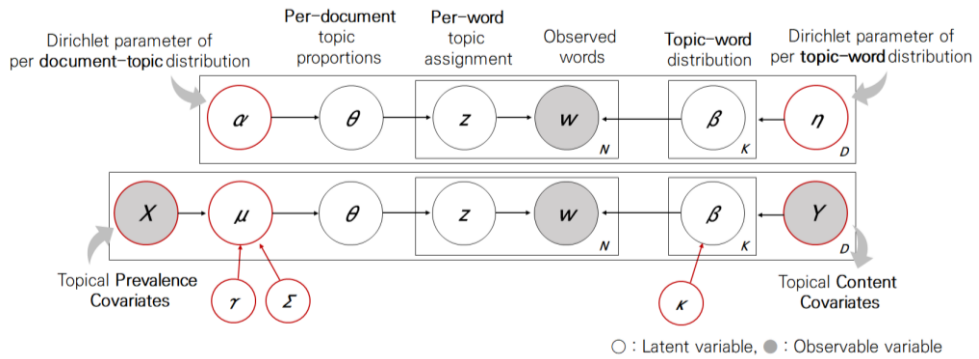 Dirichlet parameter of
per document-topic distribution
Per-document
topic
proportions
Per-word
topic
assignment
Observed
words
Topic-word
distribution
Dirichlet parameter of
per topic-word distribution
α
θ
z
w
N
β
K
η
D
X
μ
θ
z
w
N
β
K
Y
D
Topical Prevalence
Covariates
γ
Σ
κ
Topical Content
Covariates
: Latent variable, : Observable variable